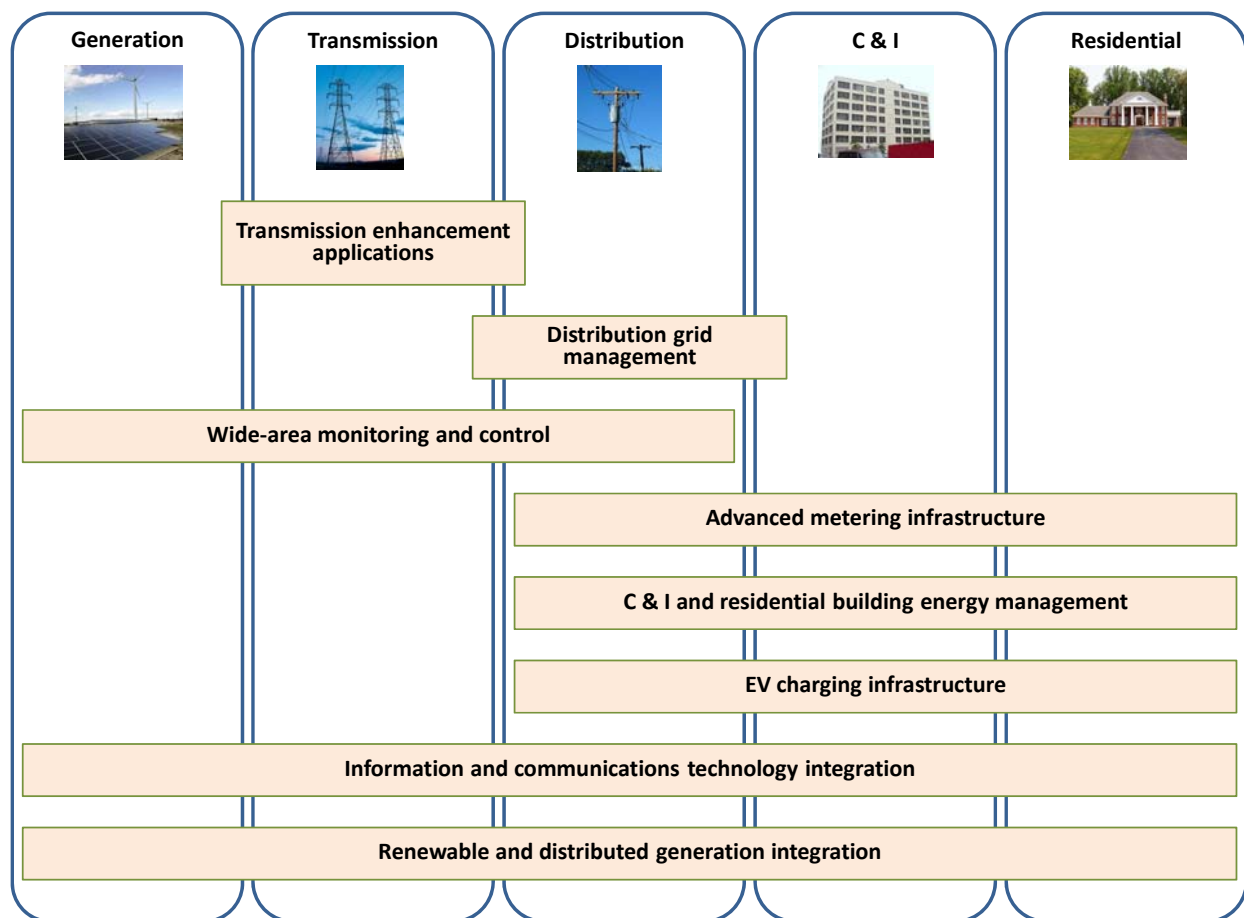 Generation
Transmission
Distribution
C & I
Residential
Transmission enhancement
applications
Distribution grid
management
Wide-area monitoring and control
Advanced metering infrastructure
C & I and residential building energy management
EV charging infrastructure
Information and communications technology integration
Renewable and distributed generation integration